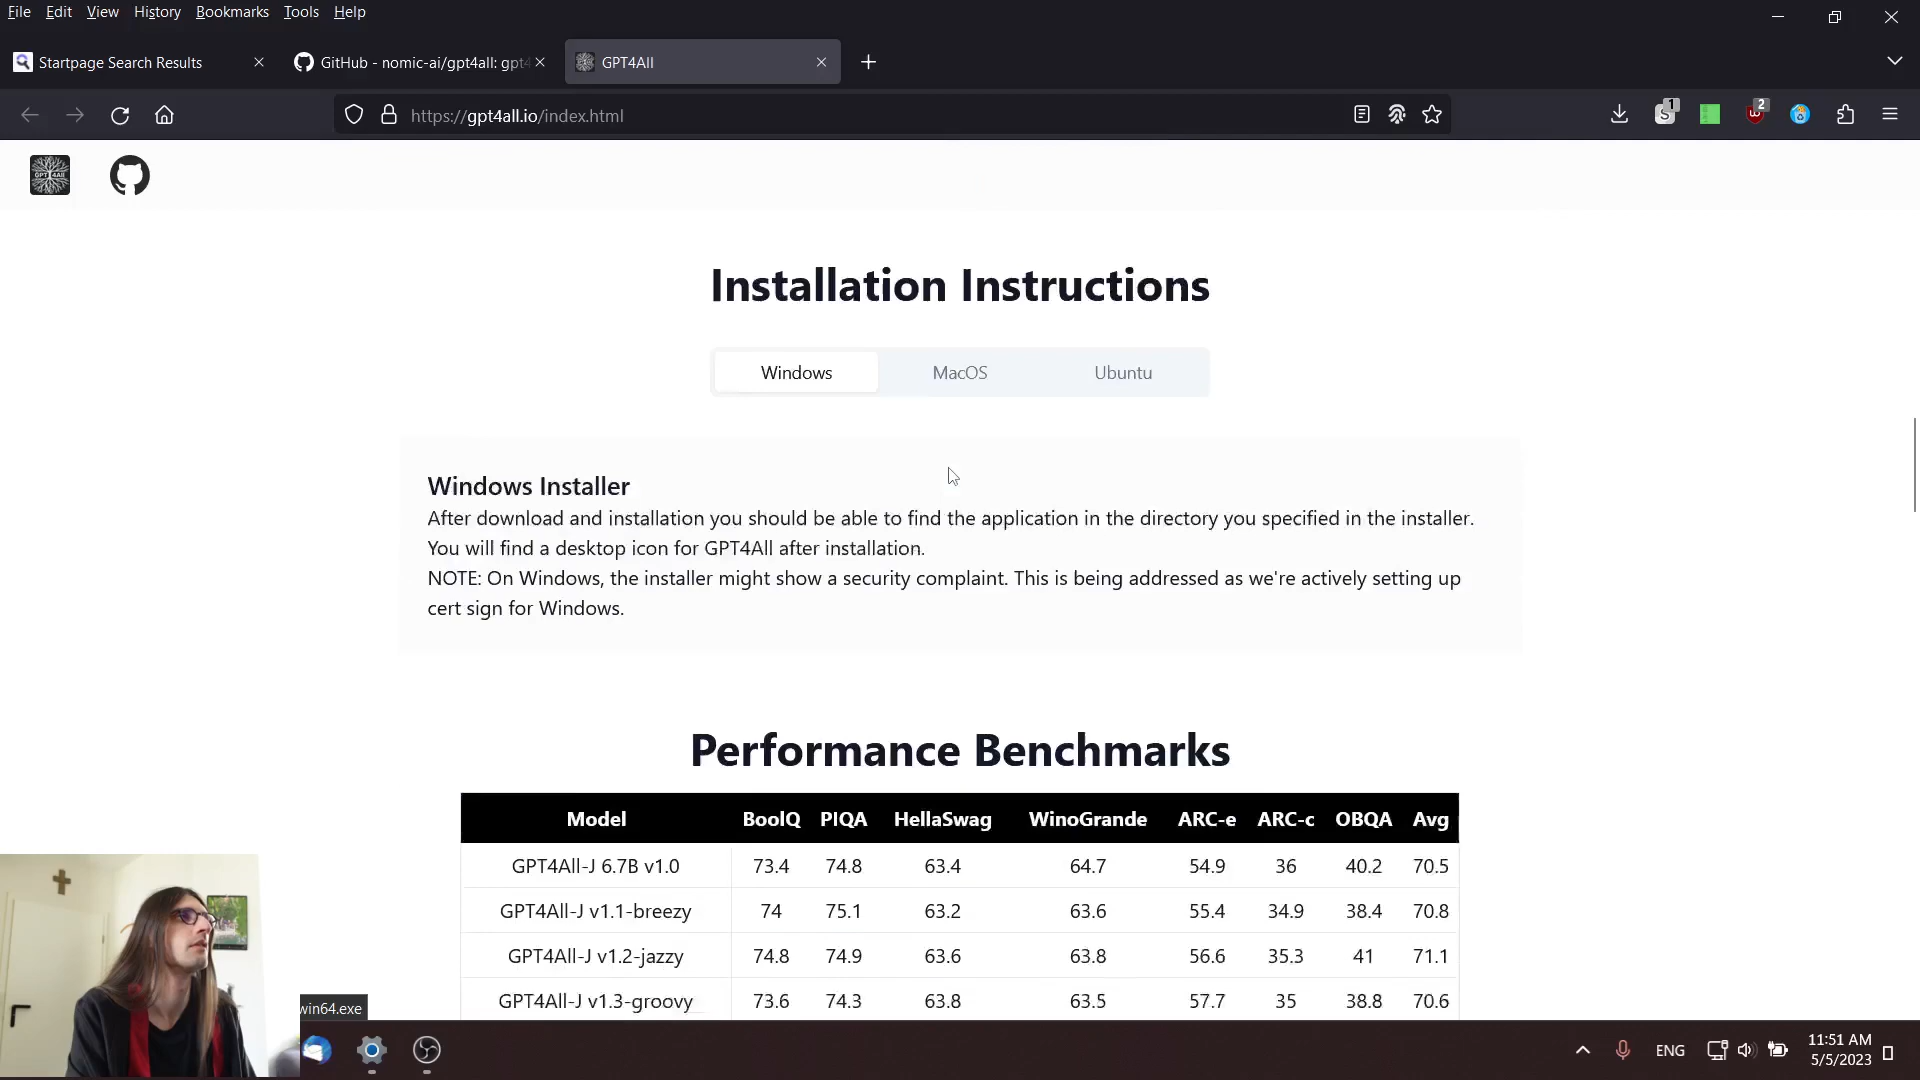 File Edit View History Bookmarks Tools Help
Startpage Search Results
GitHub - nomic-ai/gpt4all: gpt4
GPT4All
https://gpt4all.io/index.html
1
2
GPT4All
Installation Instructions
Windows MacOS Ubuntu
Windows Installer
After download and installation you should be able to find the application in the directory you specified in the installer.
You will find a desktop icon for GPT4All after installation.
NOTE: On Windows, the installer might show a security complaint. This is being addressed as we're actively setting up
cert sign for Windows.
Performance Benchmarks
Model BoolQ PIQA HellaSwag WinoGrande ARC-e ARC-c OBQA Avg
GPT4All-J 6.7B v1.0 73.4 74.8 63.4 64.7 54.9 36 40.2 70.5
GPT4All-J v1.1-breezy 74 75.1 63.2 63.6 55.4 34.9 38.4 70.8
GPT4All-J v1.2-jazzy 74.8 74.9 63.6 63.8 56.6 35.3 41 71.1
GPT4All-J v1.3-groovy 73.6 74.3 63.8 63.5 57.7 35 38.8 70.6
win64.exe
ENG
11:51 AM
5/5/2023